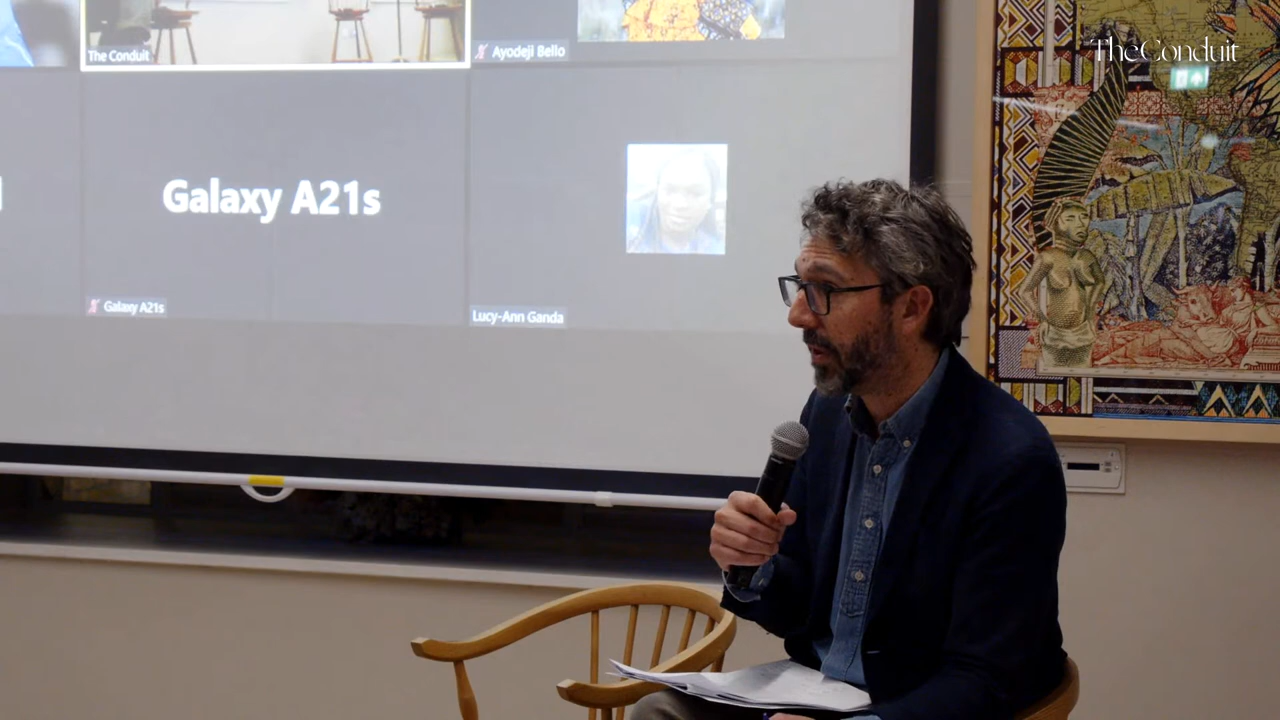 The Conduit
Ayodeji Bello
TheConduit
Galaxy A21s
Galaxy A21s
Lucy-Ann Ganda